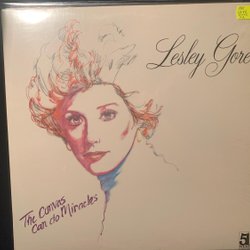 Lesley Gore
The Canvas
Can do Miracles
5